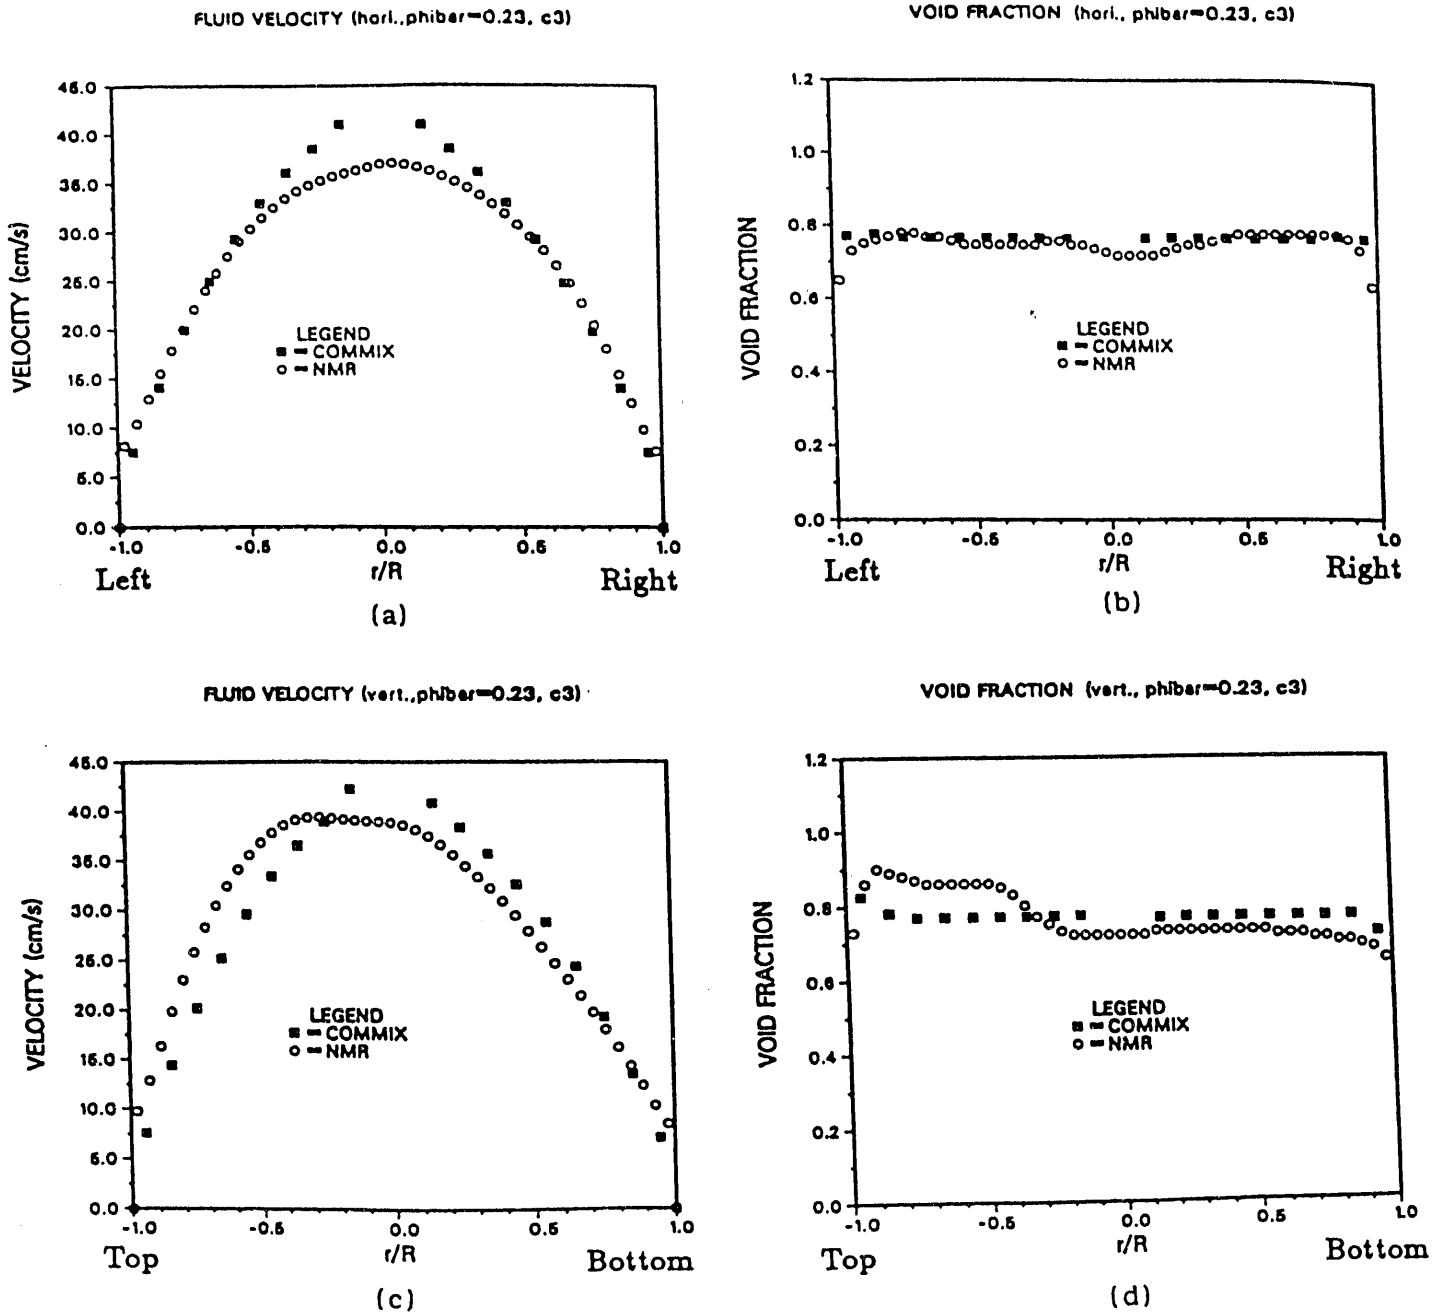 FLUID VELOCITY (hori.,phibar=0.23, c3)
45.0
40.0
35.0
30.0
25.0
20.0
15.0
10.0
5.0
0.0
VELOCITY (cm/s)
LEGEND
■ = COMMIX
○ = NMR
-1.0 -0.5 0.0 0.5 1.0
Left r/R Right
(a)
VOID FRACTION (hori., phibar=0.23, c3)
1.2
1.0
0.8
0.6
0.4
0.2
0.0
VOID FRACTION
LEGEND
■ = COMMIX
○ = NMR
-1.0 -0.5 0.0 0.5 1.0
Left r/R Right
(b)
FLUID VELOCITY (vert.,phibar=0.23, c3)
45.0
40.0
35.0
30.0
25.0
20.0
15.0
10.0
5.0
0.0
VELOCITY (cm/s)
LEGEND
■ = COMMIX
○ = NMR
-1.0 -0.5 0.0 0.5 1.0
Top r/R Bottom
(c)
VOID FRACTION (vert., phibar=0.23, c3)
1.2
1.0
0.8
0.6
0.4
0.2
0.0
VOID FRACTION
LEGEND
■ = COMMIX
○ = NMR
-1.0 -0.5 0.0 0.5 1.0
Top r/R Bottom
(d)